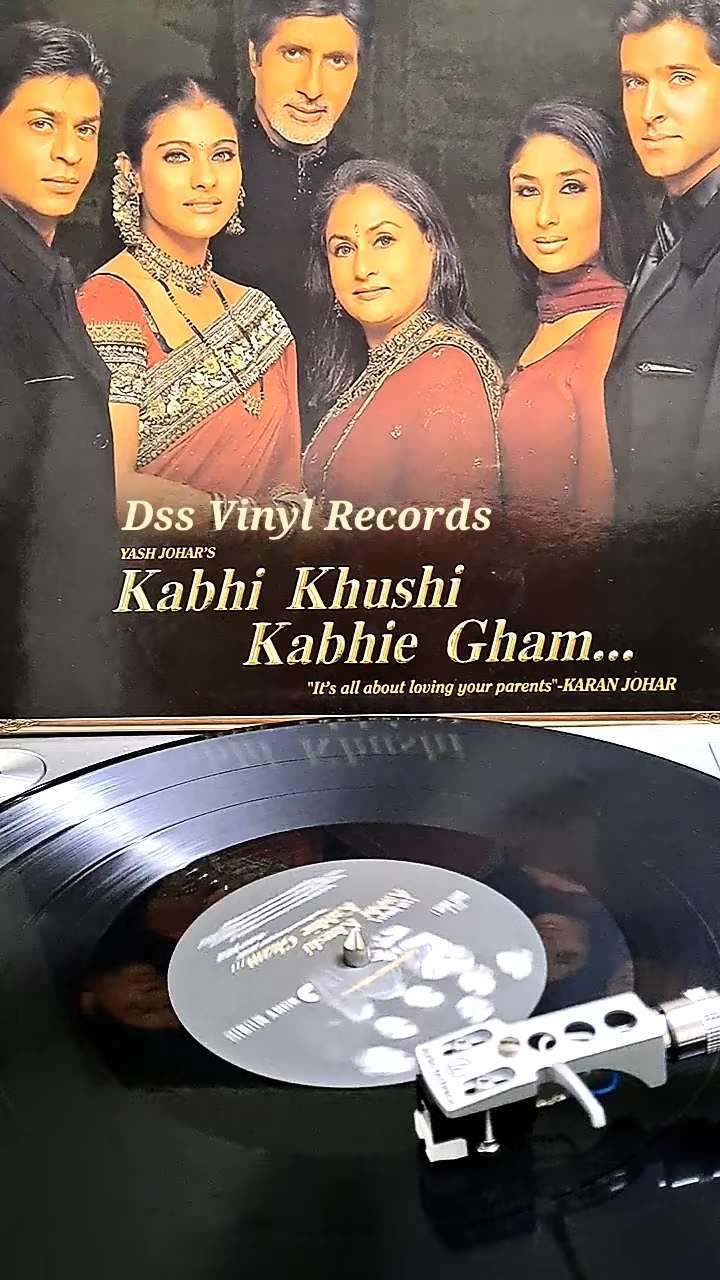 Dss Vinyl Records
YASH JOHAR'S
Kabhi Khushi
Kabhie Gham...
"It's all about loving your parents"-KARAN JOHAR